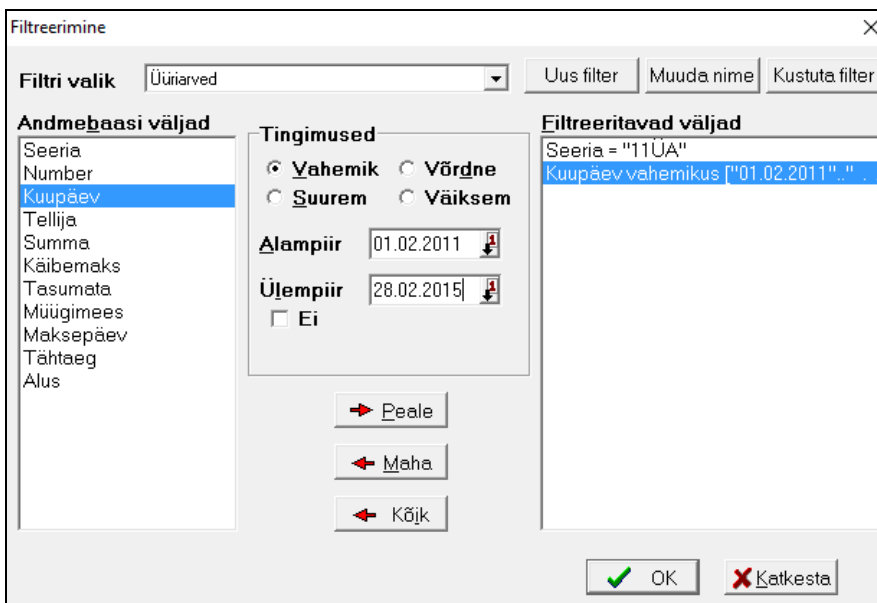 Filtreerimine
Filtri valik
Üüriarved
Uus filter
Muuda nime
Kustuta filter
Andmebaasi väljad
Seeria
Number
Kuupäev
Tellija
Summa
Käibemaks
Tasumata
Müügimees
Maksepäev
Tähtaeg
Alus
Tingimused
Vahemik
Võrdne
Suurem
Väiksem
Alampiir
01.02.2011
Ülempiir
28.02.2015
Ei
Peale
Maha
Kõik
Filtreeritavad väljad
Seeria = "11ÜA"
Kuupäev vahemikus ["01.02.2011".." .
OK
Katkesta